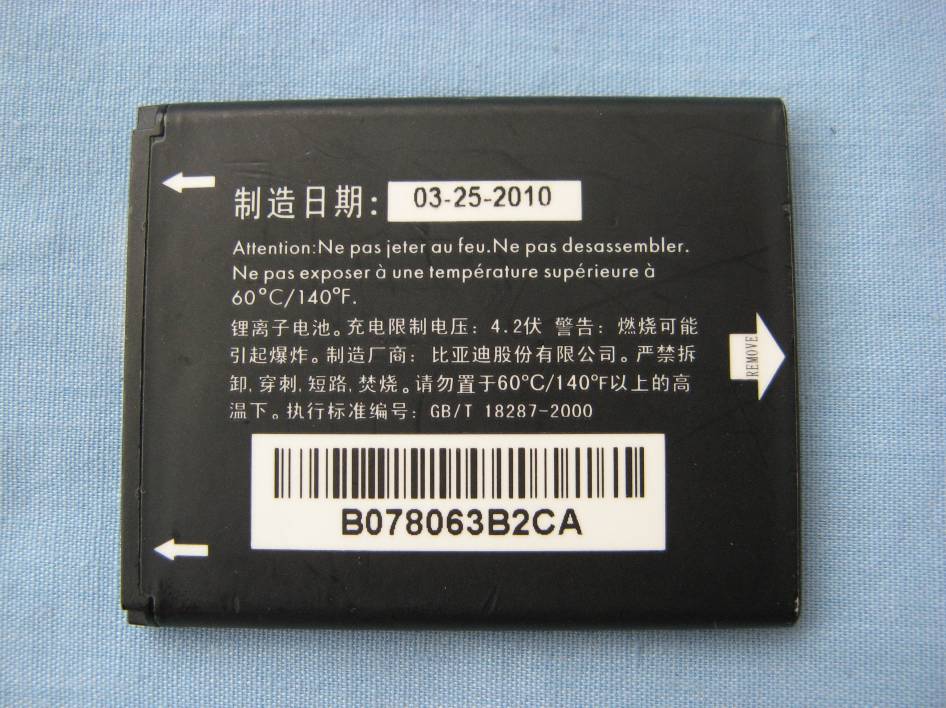 制造日期: 03-25-2010
Attention:Ne pas jeter au feu.Ne pas desassembler.
Ne pas exposer à une température supérieure à
60°C/140°F.
锂离子电池。充电限制电压: 4.2伏 警告: 燃烧可能
引起爆炸。制造厂商: 比亚迪股份有限公司。严禁拆
卸,穿刺,短路,焚烧。请勿置于60℃/140℉以上的高
温下。执行标准编号: GB/T 18287-2000
REMOVE
B078063B2CA